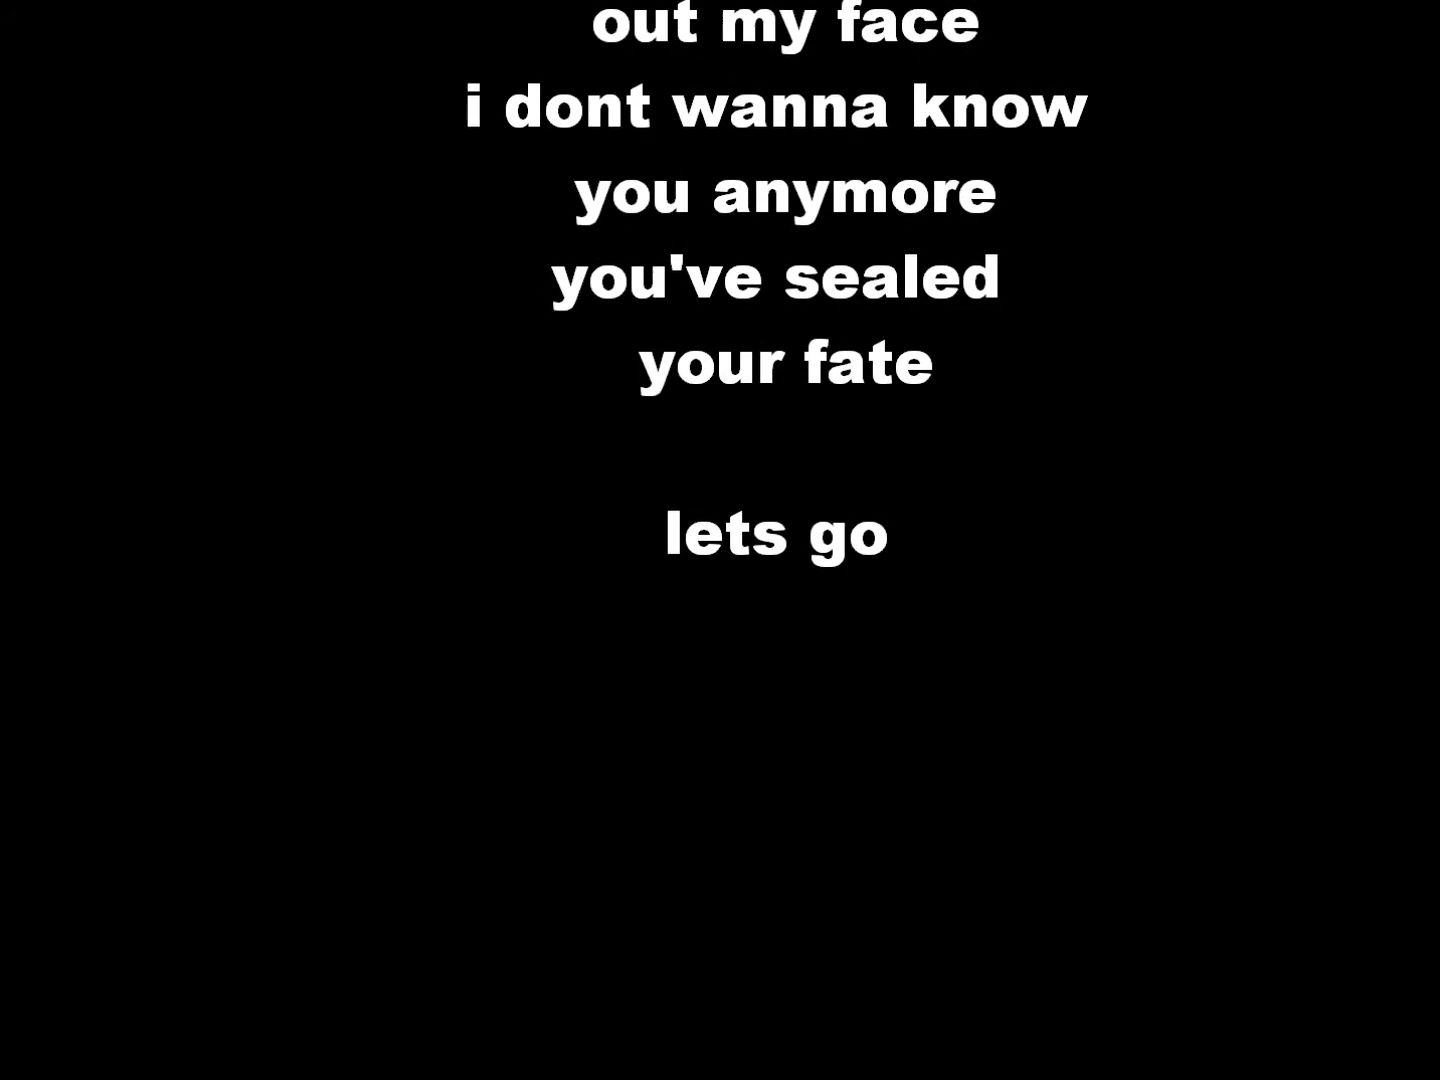 out my face
i dont wanna know
you anymore
you've sealed
your fate
lets go